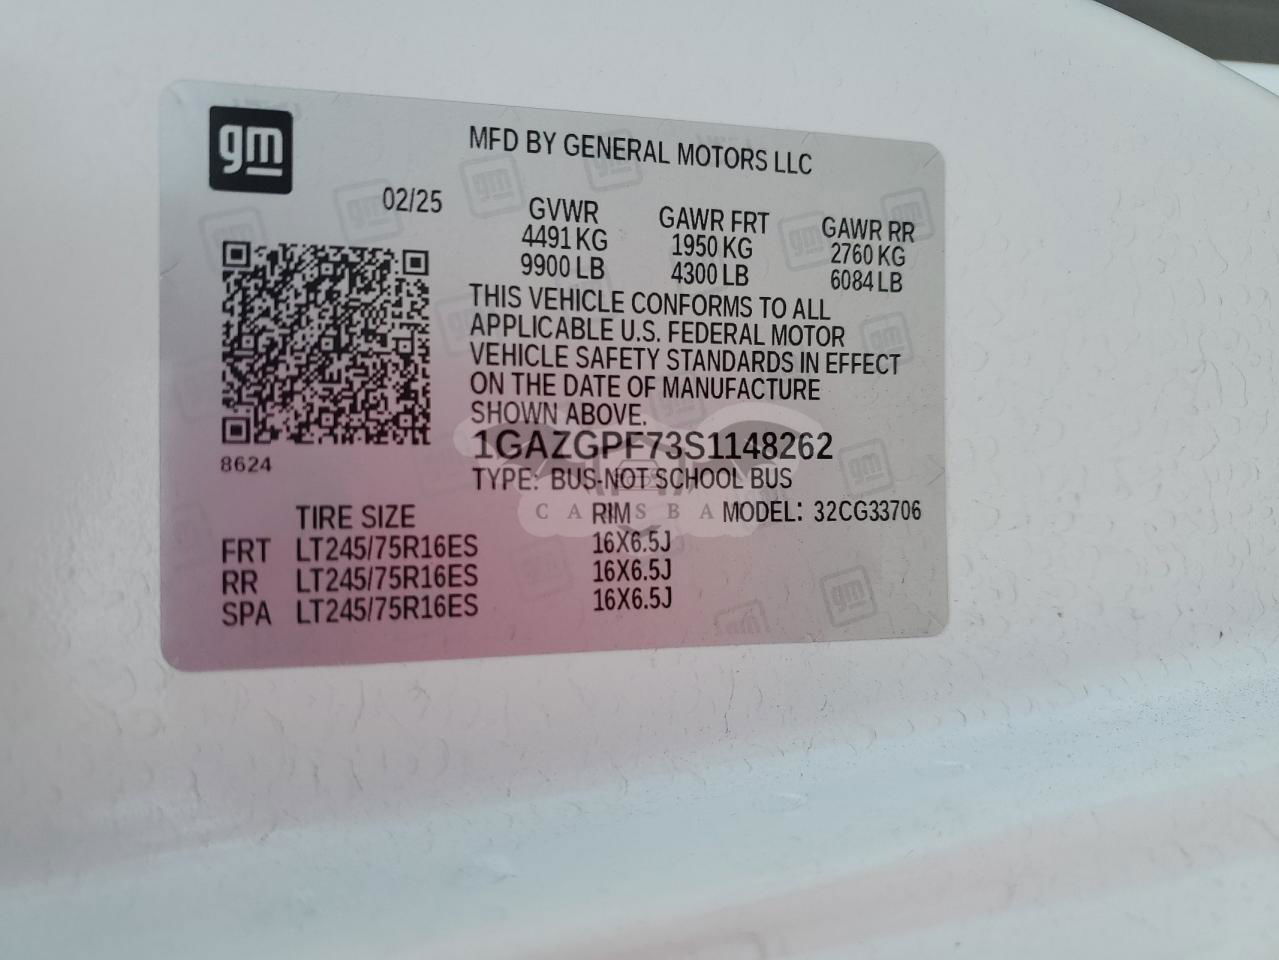 gm
MFD BY GENERAL MOTORS LLC
02/25
GVWR GAWR FRT GAWR RR
4491 KG 1950 KG 2760 KG
9900 LB 4300 LB 6084 LB
THIS VEHICLE CONFORMS TO ALL
APPLICABLE U.S. FEDERAL MOTOR
VEHICLE SAFETY STANDARDS IN EFFECT
ON THE DATE OF MANUFACTURE
SHOWN ABOVE.
1GAZGPF73S1148262
8624
TYPE: BUS-NOT SCHOOL BUS
TIRE SIZE RIMS MODEL: 32CG33706
FRT LT245/75R16ES 16X6.5J
RR LT245/75R16ES 16X6.5J
SPA LT245/75R16ES 16X6.5J